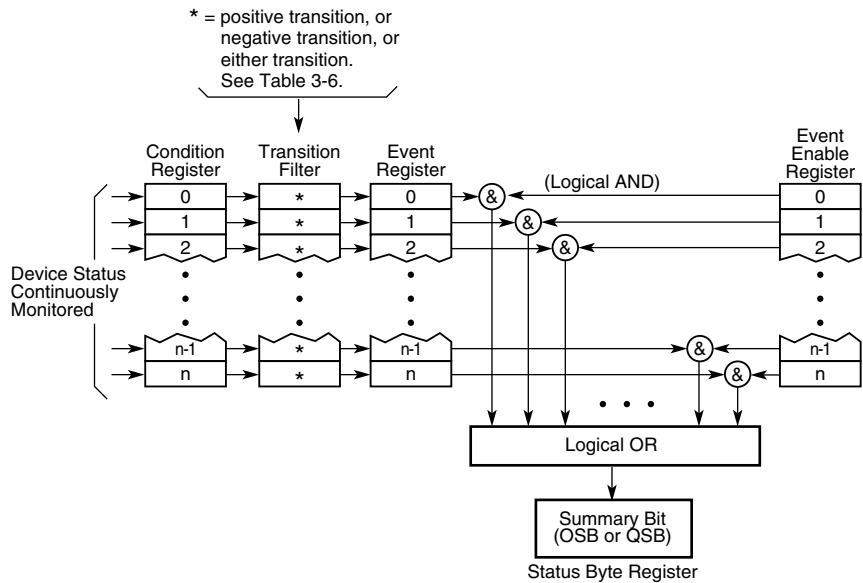 * = positive transition, or
negative transition, or
either transition.
See Table 3-6.
Condition
Register
Transition
Filter
Event
Register
Event
Enable
Register
0 * 0 & (Logical AND) 0
1 * 1 & 1
2 * 2 & 2
Device Status
Continuously
Monitored
n-1 * n-1 & n-1
n * n & n
Logical OR
Summary Bit
(OSB or QSB)
Status Byte Register